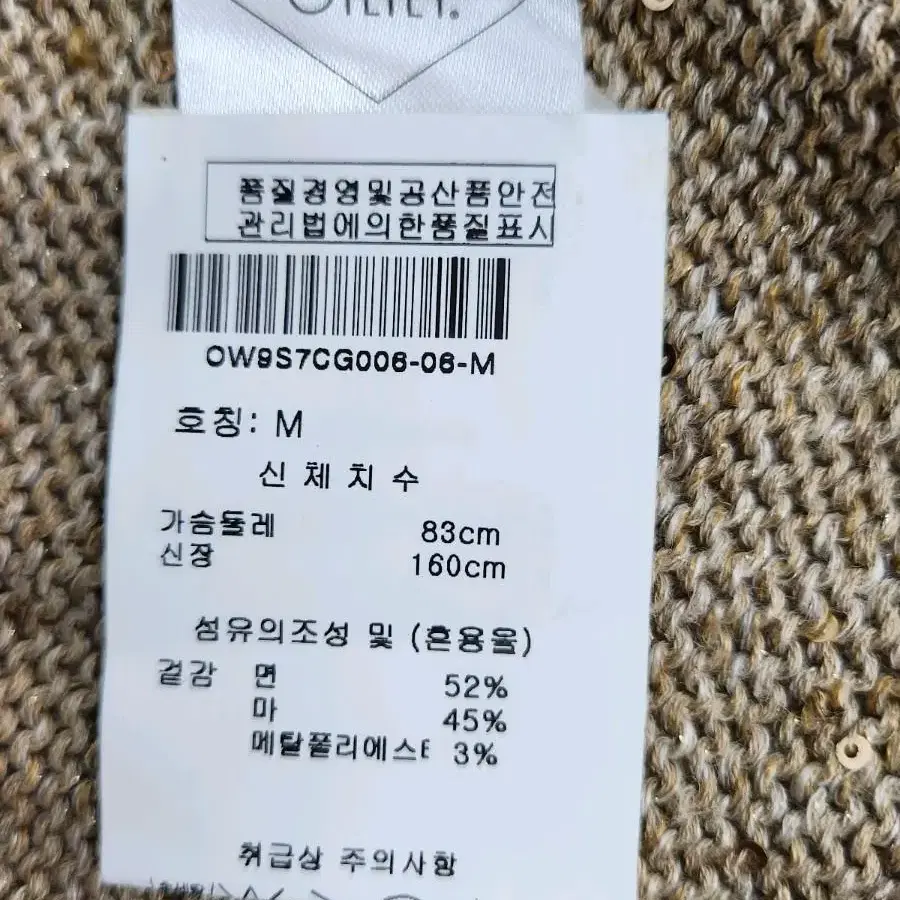 품질경영및공산품안전
관리법에의한품질표시
OW9S7CG006-06-M
호칭: M
신체치수
가슴둘레 83cm
신장 160cm
섬유의조성 및 (혼용율)
겉감 면 52%
마 45%
메탈폴리에스터 3%
취급상 주의사항